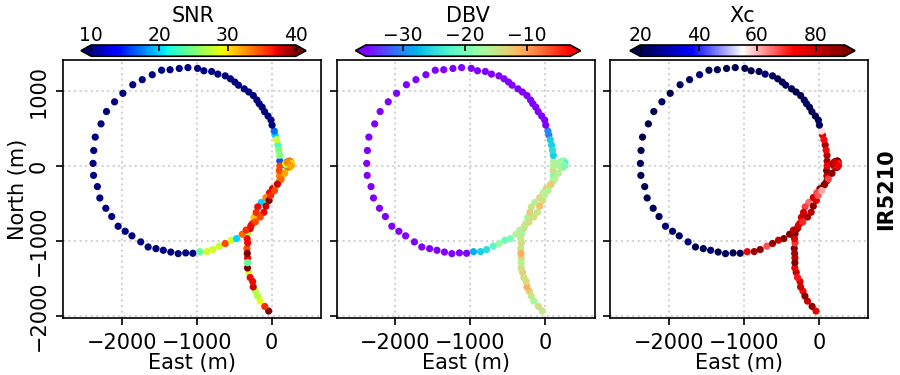 SNR DBV Xc
10 20 30 40 −30 −20 −10 20 40 60 80
1000
0
−1000
−2000
North (m)
IR5210
−2000 −1000 0 −2000 −1000 0 −2000 −1000 0
East (m) East (m) East (m)